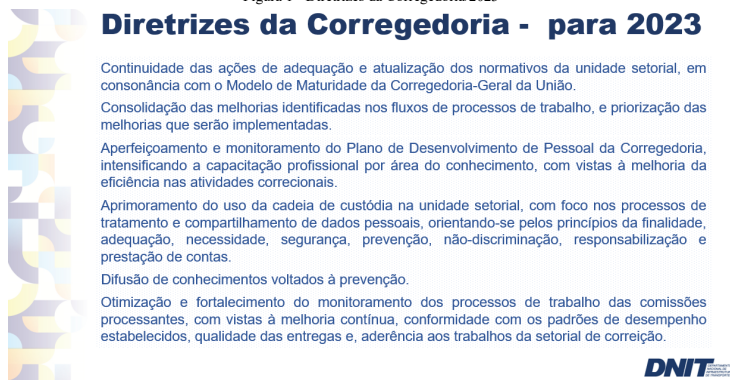 Diretrizes da Corregedoria - para 2023
Continuidade das ações de adequação e atualização dos normativos da unidade setorial, em
consonância com o Modelo de Maturidade da Corregedoria-Geral da União.
Consolidação das melhorias identificadas nos fluxos de processos de trabalho, e priorização das
melhorias que serão implementadas.
Aperfeiçoamento e monitoramento do Plano de Desenvolvimento de Pessoal da Corregedoria,
intensificando a capacitação profissional por área do conhecimento, com vistas à melhoria da
eficiência nas atividades correcionais.
Aprimoramento do uso da cadeia de custódia na unidade setorial, com foco nos processos de
tratamento e compartilhamento de dados pessoais, orientando-se pelos princípios da finalidade,
adequação, necessidade, segurança, prevenção, não-discriminação, responsabilização e
prestação de contas.
Difusão de conhecimentos voltados à prevenção.
Otimização e fortalecimento do monitoramento dos processos de trabalho das comissões
processantes, com vistas à melhoria contínua, conformidade com os padrões de desempenho
estabelecidos, qualidade das entregas e, aderência aos trabalhos da setorial de correição.
DNIT